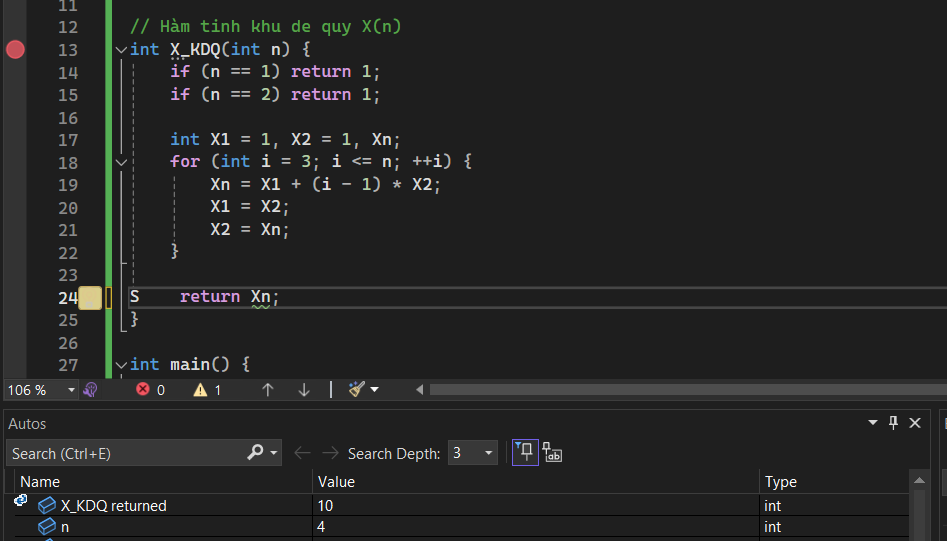 11
12 // Hàm tinh khu de quy X(n)
13 int X_KDQ(int n) {
14 if (n == 1) return 1;
15 if (n == 2) return 1;
16
17 int X1 = 1, X2 = 1, Xn;
18 for (int i = 3; i <= n; ++i) {
19 Xn = X1 + (i - 1) * X2;
20 X1 = X2;
21 X2 = Xn;
22 }
23
24 S return Xn;
25 }
26
27 int main() {
106 % 0 1
Autos
Search (Ctrl+E) Search Depth: 3
Name Value Type
X_KDQ returned 10 int
n 4 int